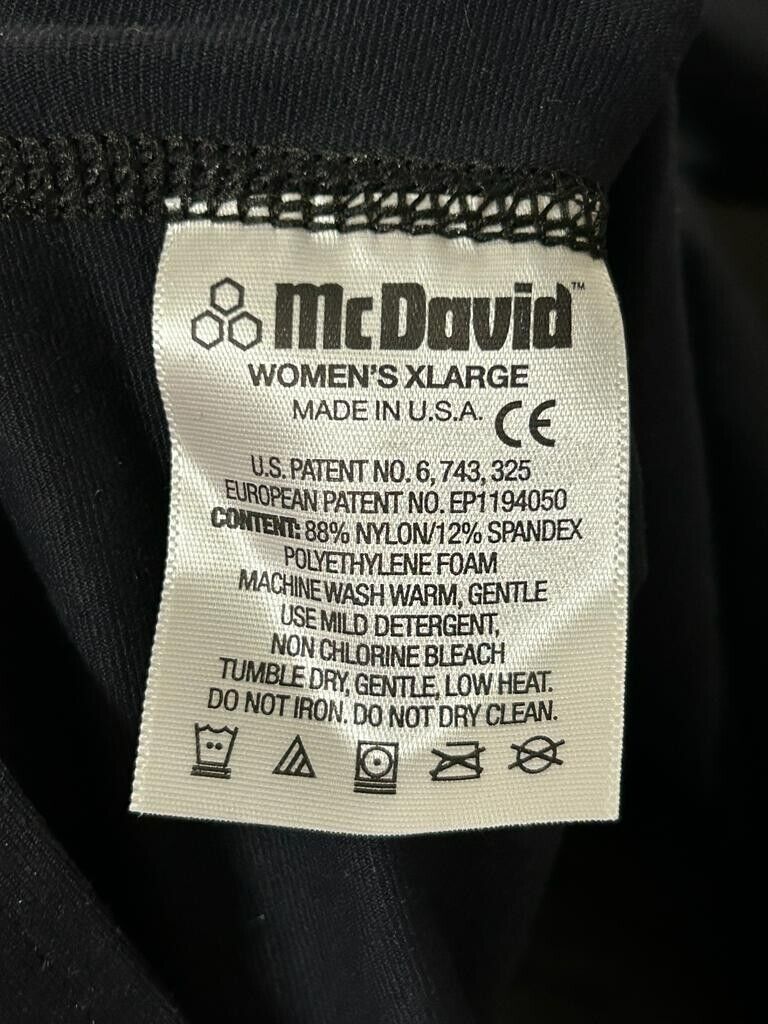 McDavid™
WOMEN'S XLARGE
MADE IN U.S.A. CE
U.S. PATENT NO. 6,743,325
EUROPEAN PATENT NO. EP1194050
CONTENT: 88% NYLON/12% SPANDEX
POLYETHYLENE FOAM
MACHINE WASH WARM, GENTLE
USE MILD DETERGENT,
NON CHLORINE BLEACH
TUMBLE DRY, GENTLE, LOW HEAT.
DO NOT IRON. DO NOT DRY CLEAN.